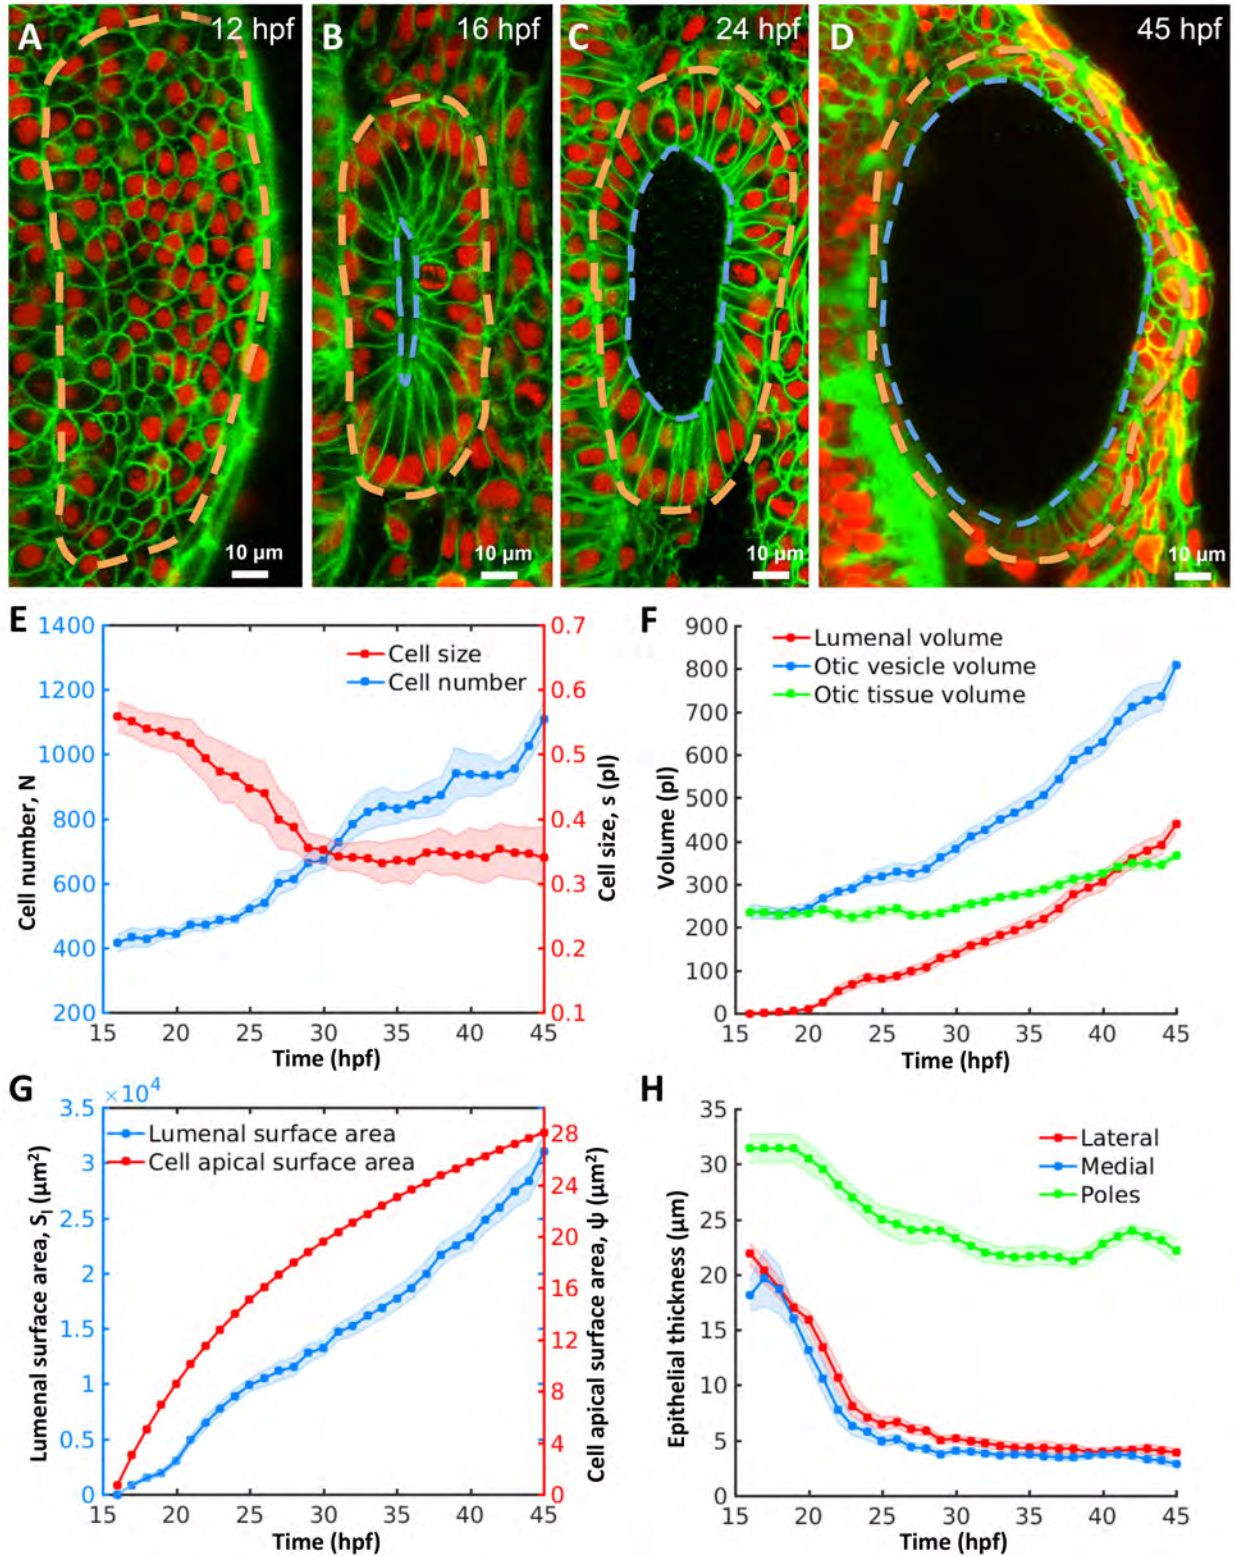 A 12 hpf
B 16 hpf
C 24 hpf
D 45 hpf
10 µm
10 µm
10 µm
10 µm
E
1400
1200
1000
800
600
400
200
Cell number, N
Cell size
Cell number
0.7
0.6
0.5
0.4
0.3
0.2
0.1
Cell size, s (pl)
15 20 25 30 35 40 45
Time (hpf)
F
900
800
700
600
500
400
300
200
100
0
Volume (pl)
Lumenal volume
Otic vesicle volume
Otic tissue volume
15 20 25 30 35 40 45
Time (hpf)
G
×10⁴
3.5
3
2.5
2
1.5
1
0.5
0
Lumenal surface area, Sₗ (µm²)
Lumenal surface area
Cell apical surface area
28
24
20
16
12
8
4
0
Cell apical surface area, ψ (µm²)
15 20 25 30 35 40 45
Time (hpf)
H
35
30
25
20
15
10
5
0
Epithelial thickness (µm)
Lateral
Medial
Poles
15 20 25 30 35 40 45
Time (hpf)